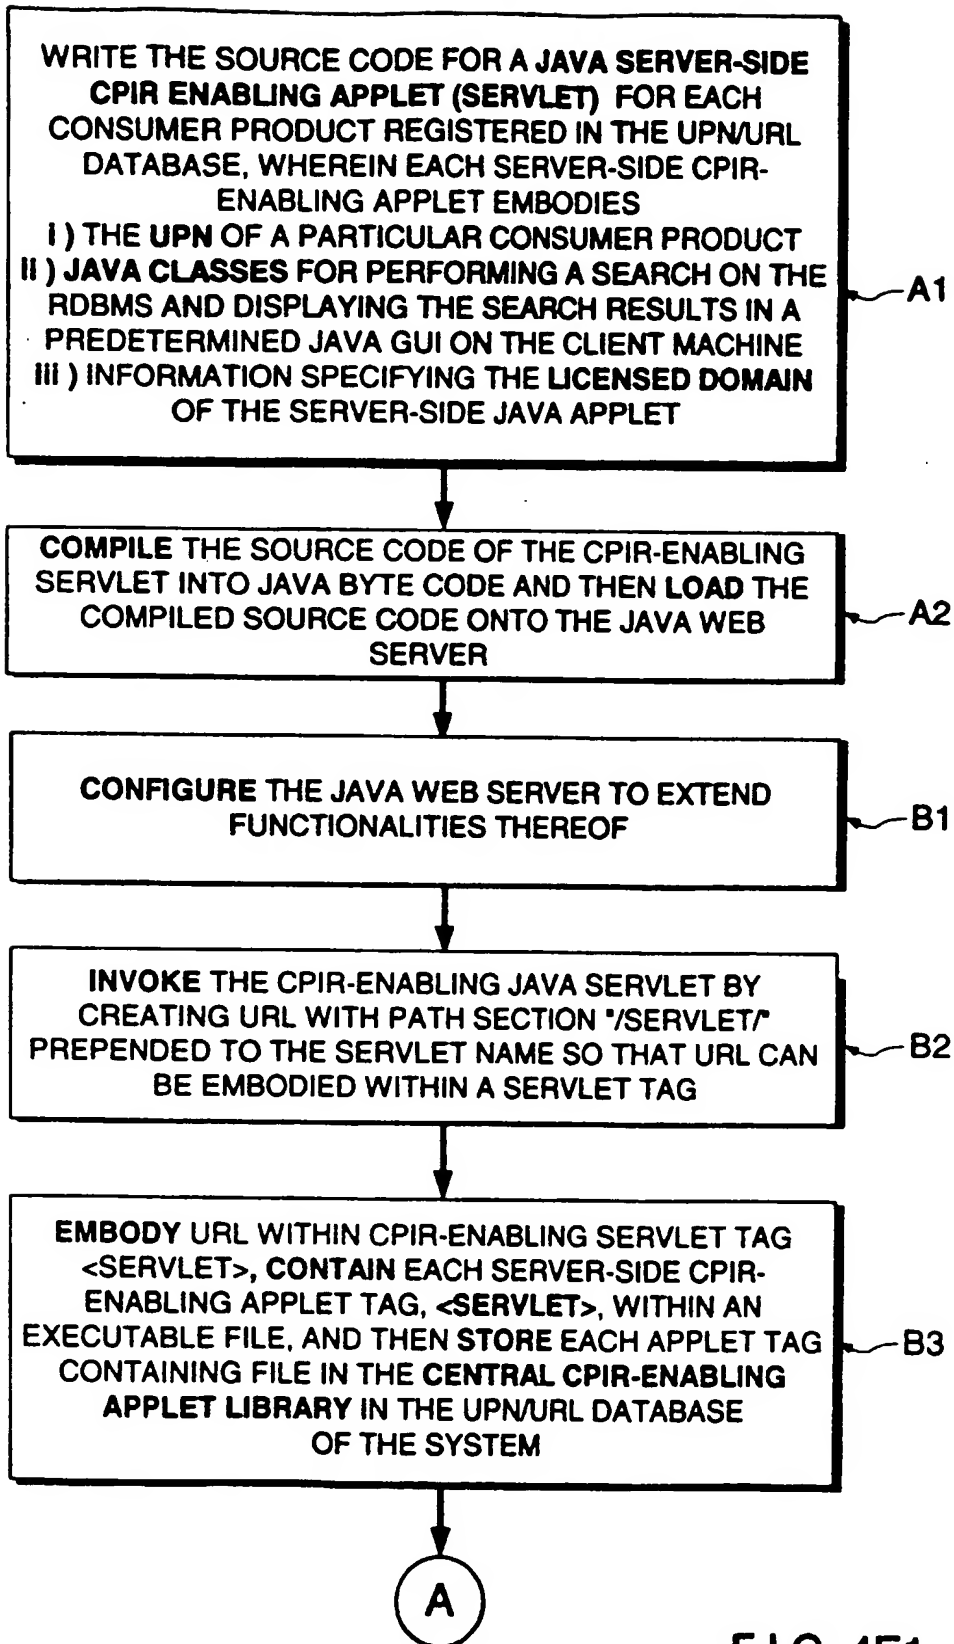 WRITE THE SOURCE CODE FOR A JAVA SERVER-SIDE
CPIR ENABLING APPLET (SERVLET) FOR EACH
CONSUMER PRODUCT REGISTERED IN THE UPN/URL
DATABASE, WHEREIN EACH SERVER-SIDE CPIR-
ENABLING APPLET EMBODIES
I ) THE UPN OF A PARTICULAR CONSUMER PRODUCT
II ) JAVA CLASSES FOR PERFORMING A SEARCH ON THE
RDBMS AND DISPLAYING THE SEARCH RESULTS IN A
PREDETERMINED JAVA GUI ON THE CLIENT MACHINE
III ) INFORMATION SPECIFYING THE LICENSED DOMAIN
OF THE SERVER-SIDE JAVA APPLET
A1
COMPILE THE SOURCE CODE OF THE CPIR-ENABLING
SERVLET INTO JAVA BYTE CODE AND THEN LOAD THE
COMPILED SOURCE CODE ONTO THE JAVA WEB
SERVER
A2
CONFIGURE THE JAVA WEB SERVER TO EXTEND
FUNCTIONALITIES THEREOF
B1
INVOKE THE CPIR-ENABLING JAVA SERVLET BY
CREATING URL WITH PATH SECTION "/SERVLET/"
PREPENDED TO THE SERVLET NAME SO THAT URL CAN
BE EMBODIED WITHIN A SERVLET TAG
B2
EMBODY URL WITHIN CPIR-ENABLING SERVLET TAG
<SERVLET>, CONTAIN EACH SERVER-SIDE CPIR-
ENABLING APPLET TAG, <SERVLET>, WITHIN AN
EXECUTABLE FILE, AND THEN STORE EACH APPLET TAG
CONTAINING FILE IN THE CENTRAL CPIR-ENABLING
APPLET LIBRARY IN THE UPN/URL DATABASE
OF THE SYSTEM
B3
A
FIG. 4E1